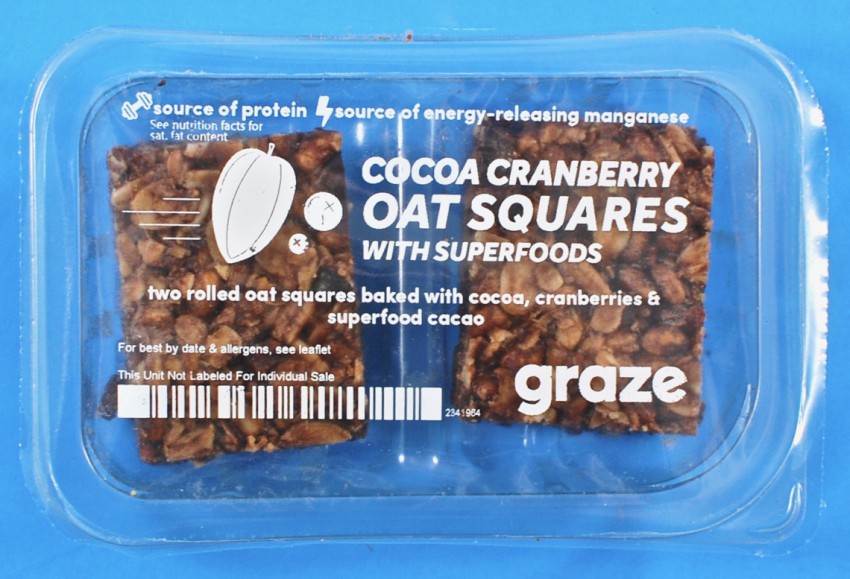 source of protein source of energy-releasing manganese
See nutrition facts for
sat. fat content
COCOA CRANBERRY
OAT SQUARES
WITH SUPERFOODS
two rolled oat squares baked with cocoa, cranberries &
superfood cacao
For best by date & allergens, see leaflet
This Unit Not Labeled For Individual Sale
graze
2341964